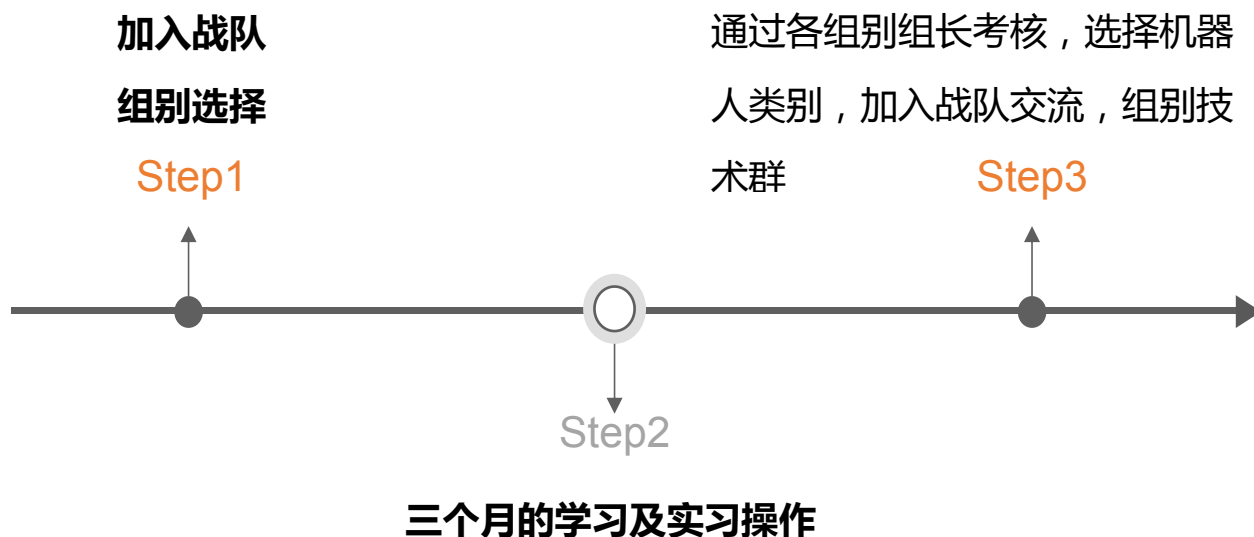 加入战队
组别选择
Step1
通过各组别组长考核，选择机器
人类别，加入战队交流，组别技
术群
Step3
Step2
三个月的学习及实习操作